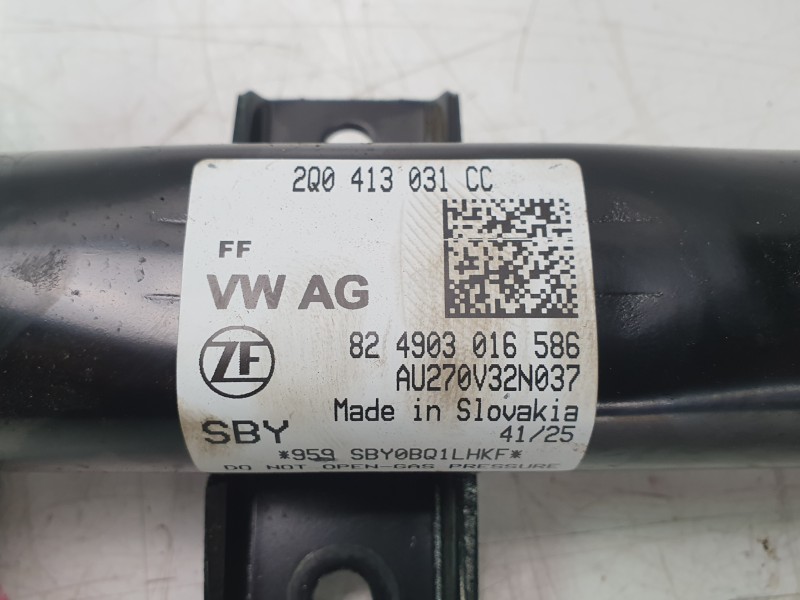 2Q0 413 031 CC
FF
VW AG
ZF
82 4903 016 586
AU270V32N037
Made in Slovakia
SBY
41/25
*959 SBY0BQ1LHKF*
DO NOT OPEN-GAS PRESSURE